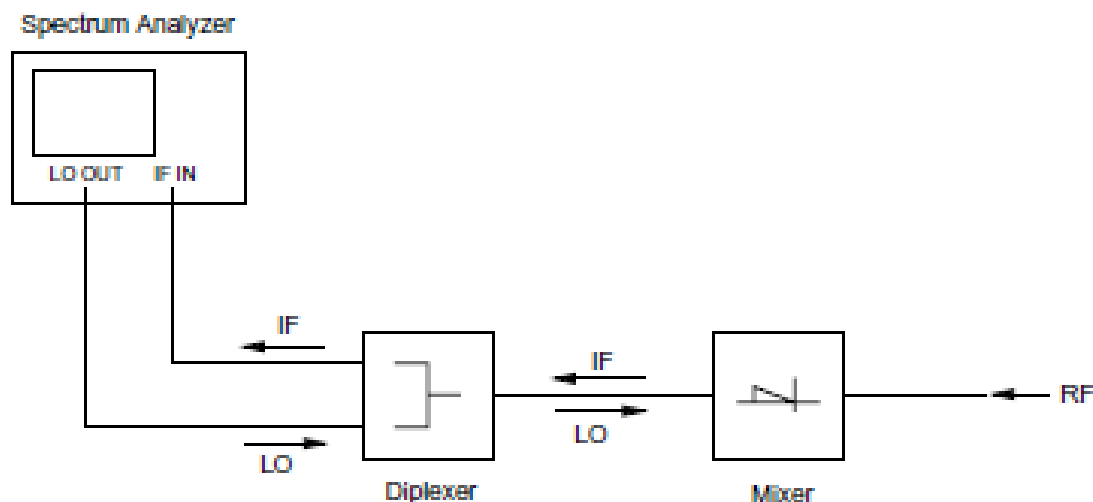 Spectrum Analyzer
LO OUT IF IN
IF
IF
RF
LO
LO
Diplexer
Mixer